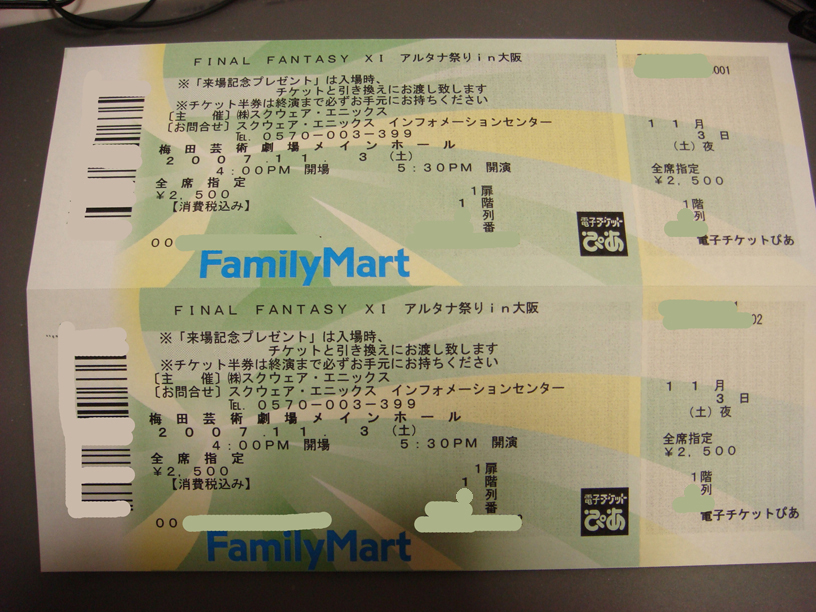 FINAL FANTASY XI アルタナ祭りin大阪
※「来場記念プレゼント」は入場時、
チケットと引き換えにお渡し致します
※チケット半券は終演まで必ずお手元にお持ちください
〔主 催〕㈱スクウェア・エニックス
〔お問合せ〕スクウェア・エニックス インフォメーションセンター
℡ 0570-003-399
梅田芸術劇場メインホール
2007.11. 3 (土)
4:00PM 開場 5:30PM 開演
全席指定
¥2,500
【消費税込み】
1扉
1 階
列
番
00
FamilyMart
電子チケット
ぴあ
001
11月
3 日
(土)夜
全席指定
¥2,500
1階
列
電子チケットぴあ
FINAL FANTASY XI アルタナ祭りin大阪
※「来場記念プレゼント」は入場時、
チケットと引き換えにお渡し致します
※チケット半券は終演まで必ずお手元にお持ちください
〔主 催〕㈱スクウェア・エニックス
〔お問合せ〕スクウェア・エニックス インフォメーションセンター
℡ 0570-003-399
梅田芸術劇場メインホール
2007.11. 3 (土)
4:00PM 開場 5:30PM 開演
全席指定
¥2,500
【消費税込み】
1扉
1 階
列
番
00
FamilyMart
電子チケット
ぴあ
02
11月
3 日
(土)夜
全席指定
¥2,500
1階
列
電子チケットぴあ